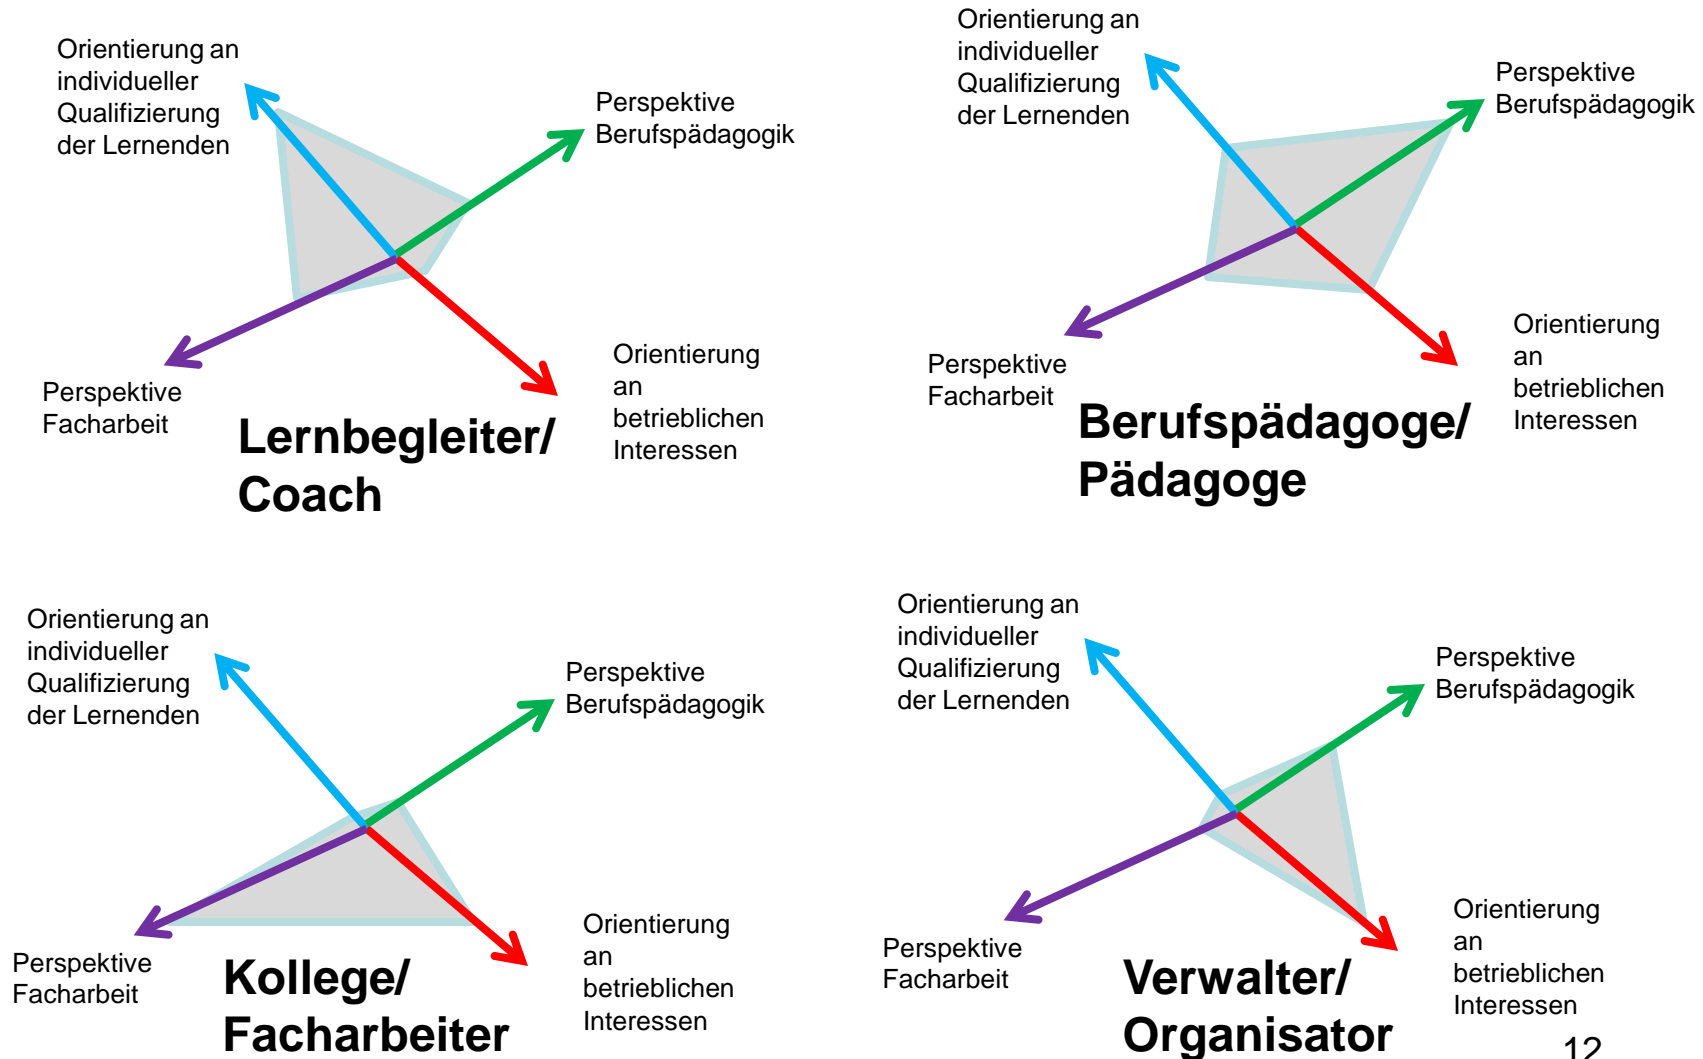 Orientierung an
individueller
Qualifizierung
der Lernenden
Perspektive
Berufspädagogik
Perspektive
Facharbeit
Orientierung
an
betrieblichen
Interessen
Lernbegleiter/
Coach
Orientierung an
individueller
Qualifizierung
der Lernenden
Perspektive
Berufspädagogik
Perspektive
Facharbeit
Orientierung
an
betrieblichen
Interessen
Berufspädagoge/
Pädagoge
Orientierung an
individueller
Qualifizierung
der Lernenden
Perspektive
Berufspädagogik
Perspektive
Facharbeit
Orientierung
an
betrieblichen
Interessen
Kollege/
Facharbeiter
Orientierung an
individueller
Qualifizierung
der Lernenden
Perspektive
Berufspädagogik
Perspektive
Facharbeit
Orientierung
an
betrieblichen
Interessen
Verwalter/
Organisator
12